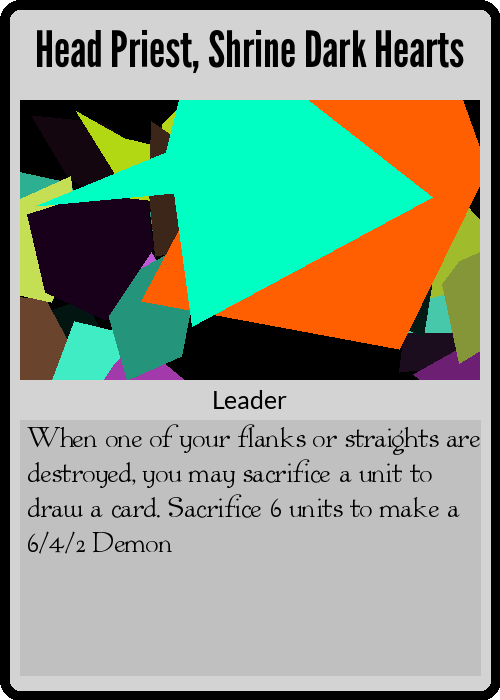 Head Priest, Shrine Dark Hearts
Leader
When one of your flanks or straights are
destroyed, you may sacrifice a unit to
draw a card. Sacrifice 6 units to make a
6/4/2 Demon